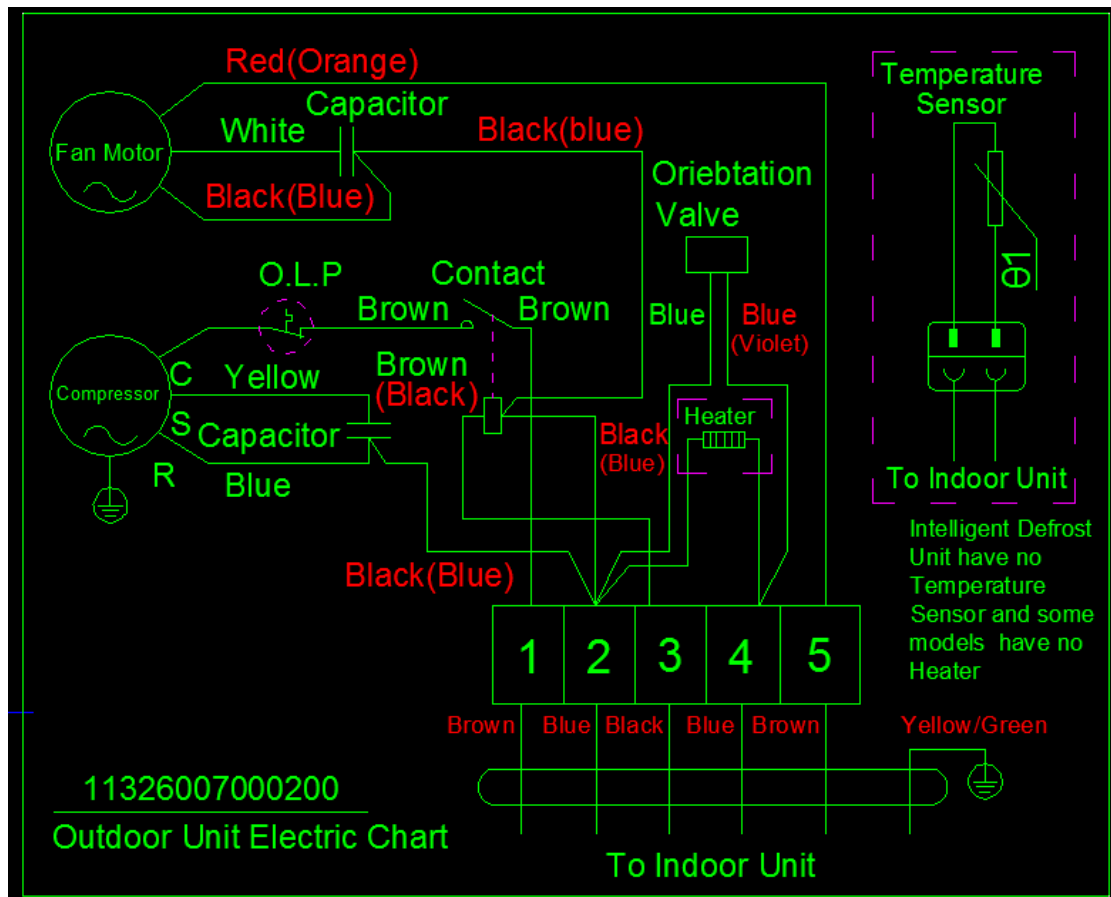 Red(Orange)
Capacitor
White
Black(blue)
Fan Motor
Black(Blue)
Oriebtation
Valve
Temperature
Sensor
θ1
O.L.P
Contact
Brown
Brown
Blue
Blue
(Violet)
Compressor
C
Yellow
Brown
(Black)
S
Capacitor
R
Blue
Black
(Blue)
Heater
To Indoor Unit
Intelligent Defrost
Unit have no
Temperature
Sensor and some
models have no
Heater
Black(Blue)
1 2 3 4 5
Brown Blue Black Blue Brown
Yellow/Green
11326007000200
Outdoor Unit Electric Chart
To Indoor Unit